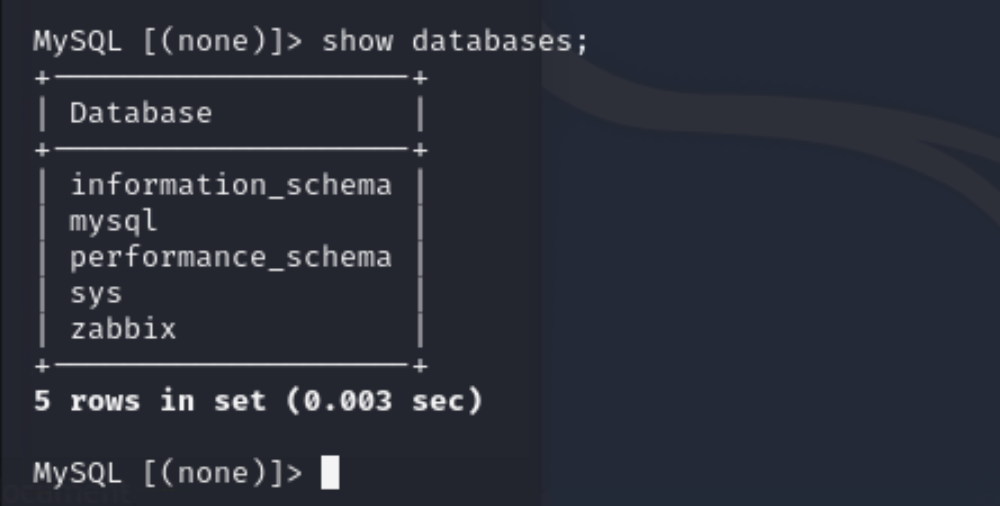 MySQL [(none)]> show databases;
+--------------------+
| Database           |
+--------------------+
| information_schema |
| mysql              |
| performance_schema |
| sys                |
| zabbix             |
+--------------------+
5 rows in set (0.003 sec)
MySQL [(none)]>